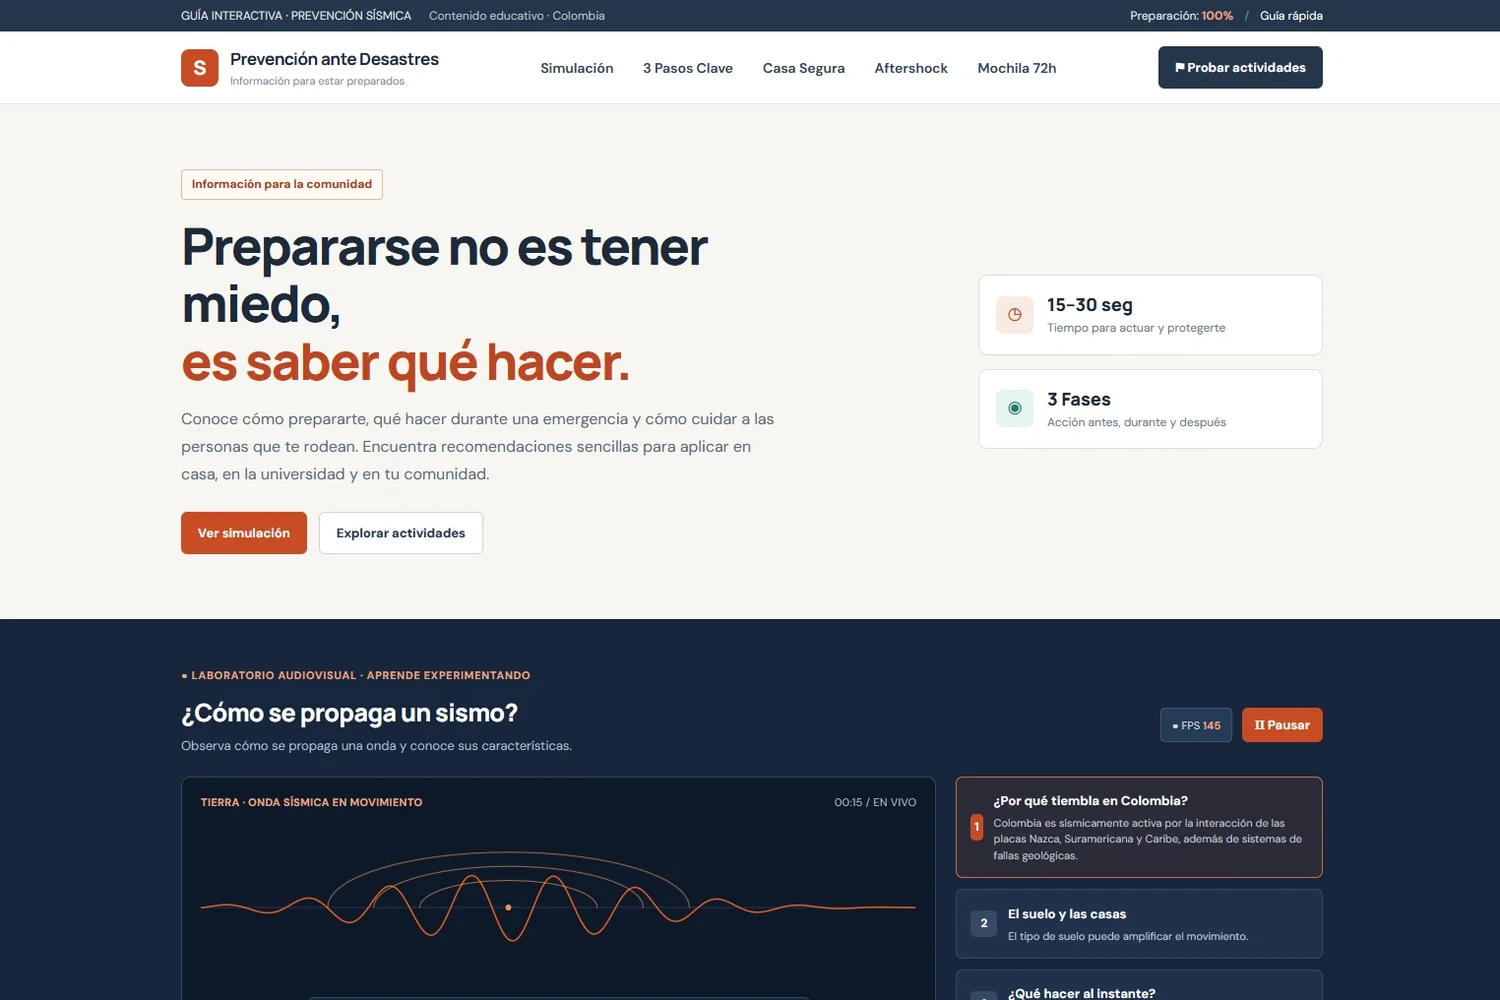 GUÍA INTERACTIVA · PREVENCIÓN SÍSMICA Contenido educativo · Colombia Preparación: 100% / Guía rápida
S
Prevención ante Desastres
Información para estar preparados
Simulación 3 Pasos Clave Casa Segura Aftershock Mochila 72h
Probar actividades
Información para la comunidad
Prepararse no es tener
miedo,
es saber qué hacer.
Conoce cómo prepararte, qué hacer durante una emergencia y cómo cuidar a las
personas que te rodean. Encuentra recomendaciones sencillas para aplicar en
casa, en la universidad y en tu comunidad.
Ver simulación
Explorar actividades
15–30 seg
Tiempo para actuar y protegerte
3 Fases
Acción antes, durante y después
• LABORATORIO AUDIOVISUAL · APRENDE EXPERIMENTANDO
¿Cómo se propaga un sismo?
Observa cómo se propaga una onda y conoce sus características.
• FPS 145
Pausar
TIERRA · ONDA SÍSMICA EN MOVIMIENTO
00:15 / EN VIVO
1
¿Por qué tiembla en Colombia?
Colombia es sísmicamente activa por la interacción de las
placas Nazca, Suramericana y Caribe, además de sistemas de
fallas geológicas.
2
El suelo y las casas
El tipo de suelo puede amplificar el movimiento.
¿Qué hacer al instante?